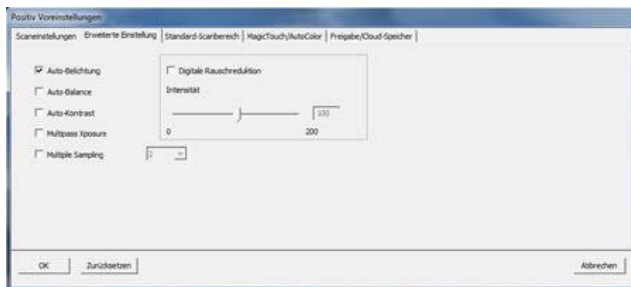 Positiv Voreinstellungen
Scaneinstelungen Erweiterte Einstellung Standard-Scanbereich MagicTouch/AutoColor Freigabe/Cloud-Speicher
Auto-Belichtung
Auto-Balance
Auto-Kontrast
Multipass Xposure
Multiple Sampling 2
Digitale Rauschreduktion
Intensität
100
0 200
OK Zurücksetzen Abbrechen